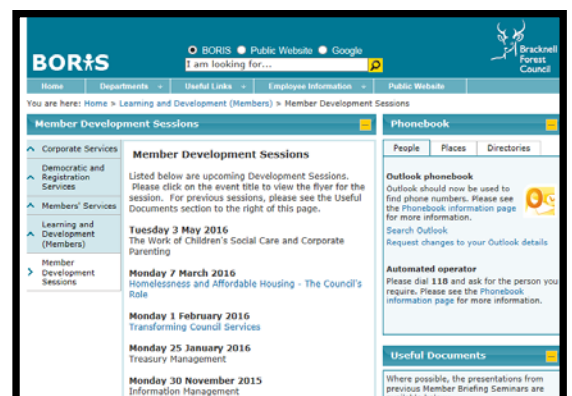 BORIS
BORIS Public Website Google
I am looking for...
Bracknell
Forest
Council
Home Departments Useful Links Employee Information Public Website
You are here: Home » Learning and Development (Members) > Member Development Sessions
Member Development Sessions
Corporate Services
Democratic and
Registration
Services
Members' Services
Learning and
Development
(Members)
Member
Development
Sessions
Member Development Sessions
Listed below are upcoming Development Sessions.
Please click on the event title to view the flyer for the
session. For previous sessions, please see the Useful
Documents section to the right of this page.
Tuesday 3 May 2016
The Work of Children's Social Care and Corporate
Parenting
Monday 7 March 2016
Homelessness and Affordable Housing - The Council's
Role
Monday 1 February 2016
Transforming Council Services
Monday 25 January 2016
Treasury Management
Monday 30 November 2015
Information Management
Phonebook
People Places Directories
Outlook phonebook
Outlook should now be used to
find phone numbers. Please see
the Phonebook information page
for more information.
Search Outlook
Request changes to your Outlook details
Automated operator
Please dial 118 and ask for the person you
require. Please see the Phonebook
information page for more information.
Useful Documents
Where possible, the presentations from
previous Member Briefing Seminars are